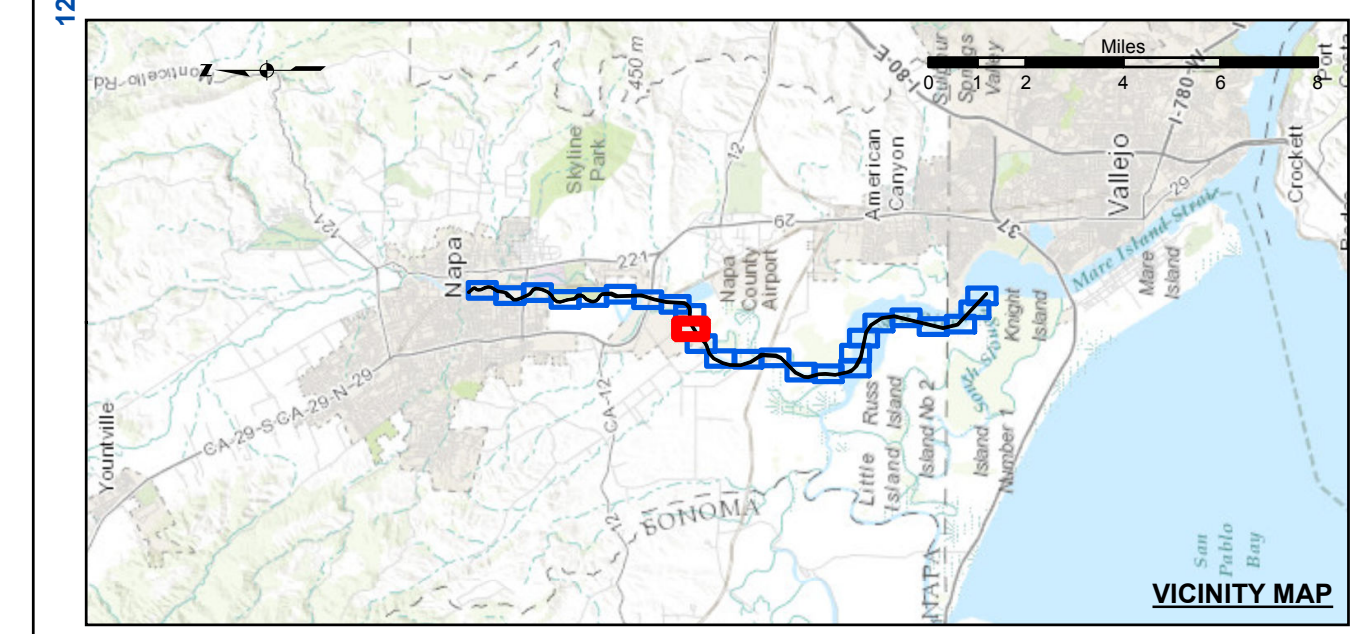 12
Monticello Rd
Z
450 m
I-80-E
Sulphur
Springs
Valley
Miles
0 1 2 4 6 8
I-780-W
Port
Costa
Skyline
Park
12
American
Canyon
Vallejo
29
Crockett
121
Napa
221
29
Napa
County
Airport
37
Mare Island Strait
Mare
Island
Knight
Island
South Slough
Yountville
CA-29-S CA-29-N-29
CA-12
12
SONOMA
NAPA
Little
Island
Russ
Island
Island No 2
Island
Number 1
San
Pablo
Bay
VICINITY MAP